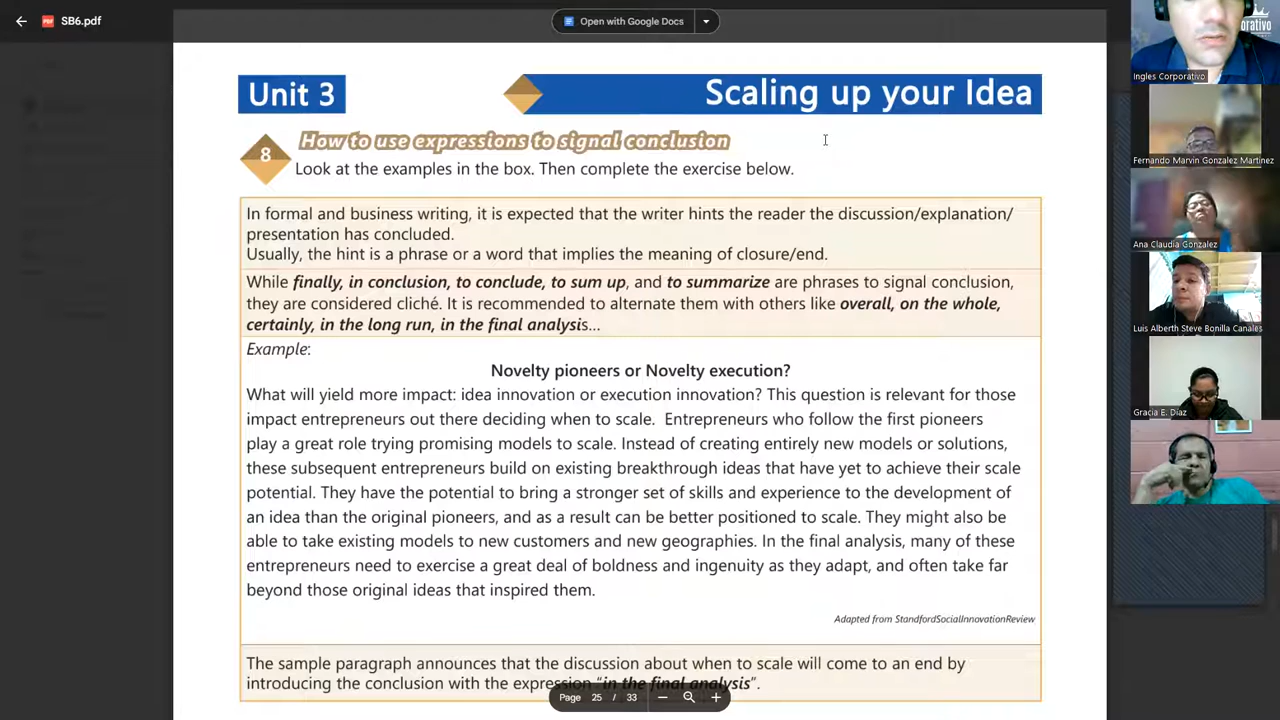 SB6.pdf
Open with Google Docs
Unit 3
Scaling up your Idea
8
How to use expressions to signal conclusion
Look at the examples in the box. Then complete the exercise below.
In formal and business writing, it is expected that the writer hints the reader the discussion/explanation/
presentation has concluded.
Usually, the hint is a phrase or a word that implies the meaning of closure/end.
While finally, in conclusion, to conclude, to sum up, and to summarize are phrases to signal conclusion,
they are considered cliché. It is recommended to alternate them with others like overall, on the whole,
certainly, in the long run, in the final analysis...
Example:
Novelty pioneers or Novelty execution?
What will yield more impact: idea innovation or execution innovation? This question is relevant for those
impact entrepreneurs out there deciding when to scale. Entrepreneurs who follow the first pioneers
play a great role trying promising models to scale. Instead of creating entirely new models or solutions,
these subsequent entrepreneurs build on existing breakthrough ideas that have yet to achieve their scale
potential. They have the potential to bring a stronger set of skills and experience to the development of
an idea than the original pioneers, and as a result can be better positioned to scale. They might also be
able to take existing models to new customers and new geographies. In the final analysis, many of these
entrepreneurs need to exercise a great deal of boldness and ingenuity as they adapt, and often take far
beyond those original ideas that inspired them.
Adapted from StandfordSocialInnovationReview
The sample paragraph announces that the discussion about when to scale will come to an end by
introducing the conclusion with the expression "in the final analysis".
Page 25 / 33
orativo
Ingles Corporativo
Fernando Marvin Gonzalez Martinez
Ana Claudia Gonzalez
Luis Alberth Steve Bonilla Canales
Gracia E. Díaz